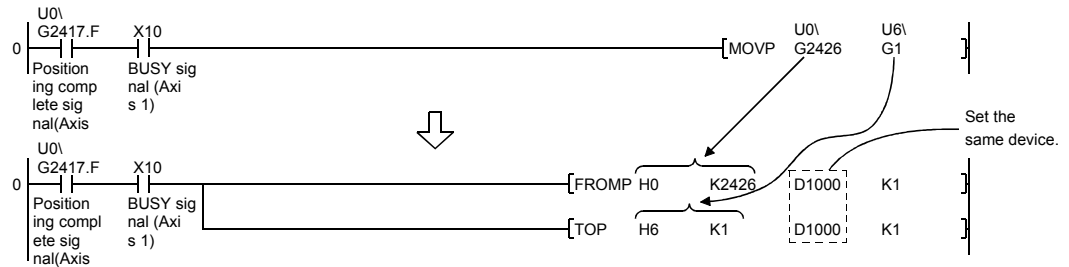 U0\
G2417.F X10 U0\ U6\
0 [MOVP G2426 G1 ]
Position BUSY sig
ing comp nal (Axi
lete sig s 1)
nal(Axis
Set the
same device.
U0\
G2417.F X10
0 [FROMP H0 K2426 D1000 K1 ]
Position BUSY sig
ing compl nal (Axi
ete sig s 1)
nal(Axis
[TOP H6 K1 D1000 K1 ]